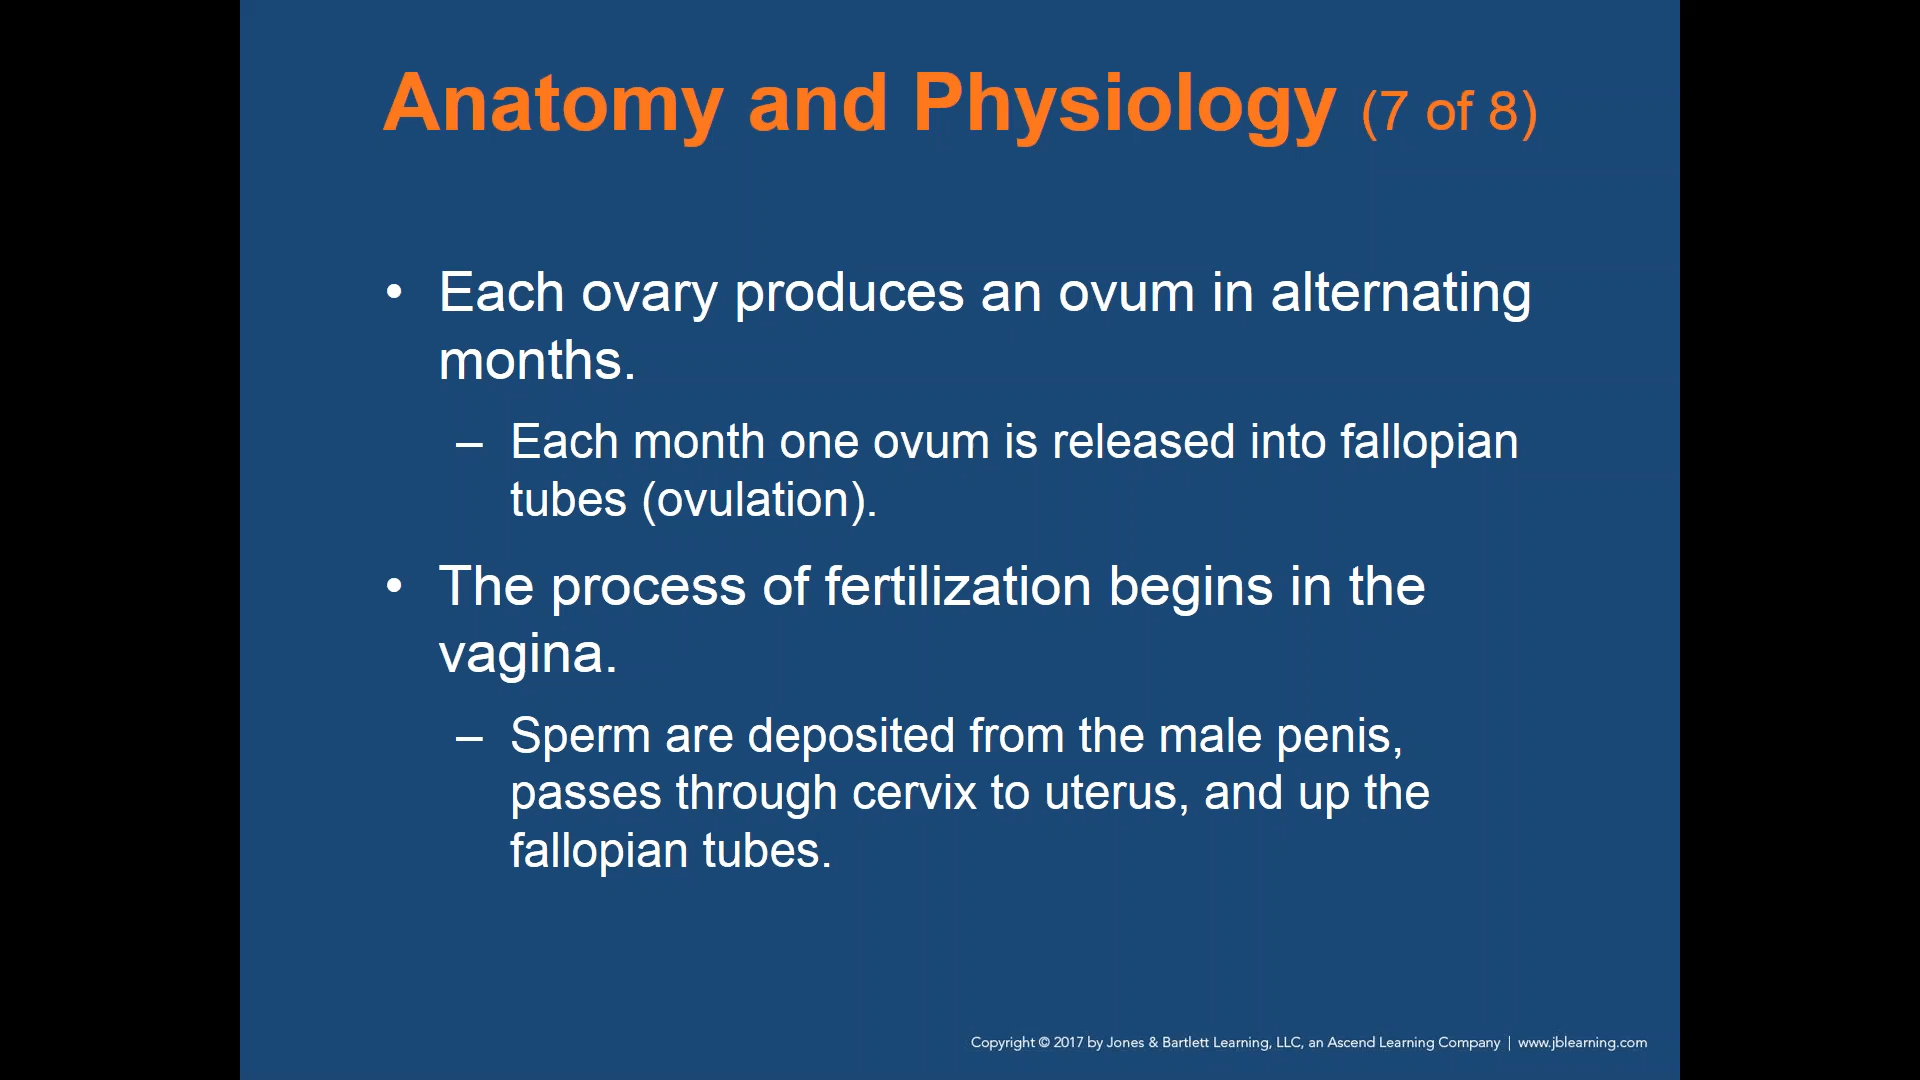 Anatomy and Physiology (7 of 8)
• Each ovary produces an ovum in alternating
months.
– Each month one ovum is released into fallopian
tubes (ovulation).
• The process of fertilization begins in the
vagina.
– Sperm are deposited from the male penis,
passes through cervix to uterus, and up the
fallopian tubes.
Copyright © 2017 by Jones & Bartlett Learning, LLC, an Ascend Learning Company | www.jblearning.com